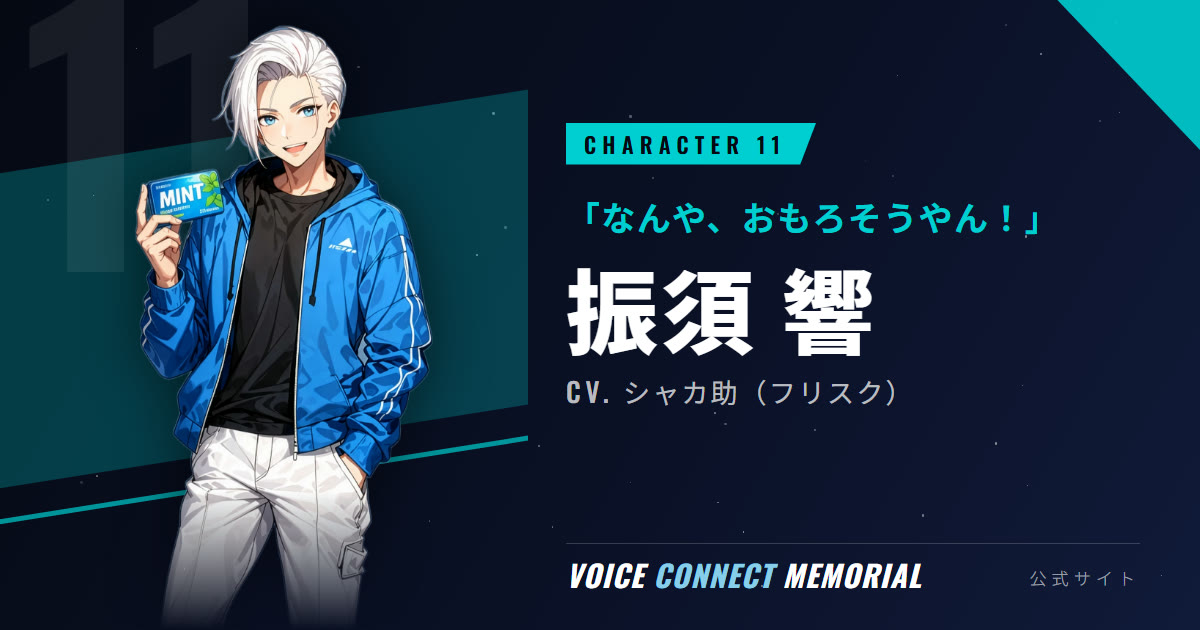 11
MINT
CHARACTER 11
「なんや、おもろそうやん！」
振須 響
CV. シャカ助（フリスク）
VOICE CONNECT MEMORIAL
公式サイト